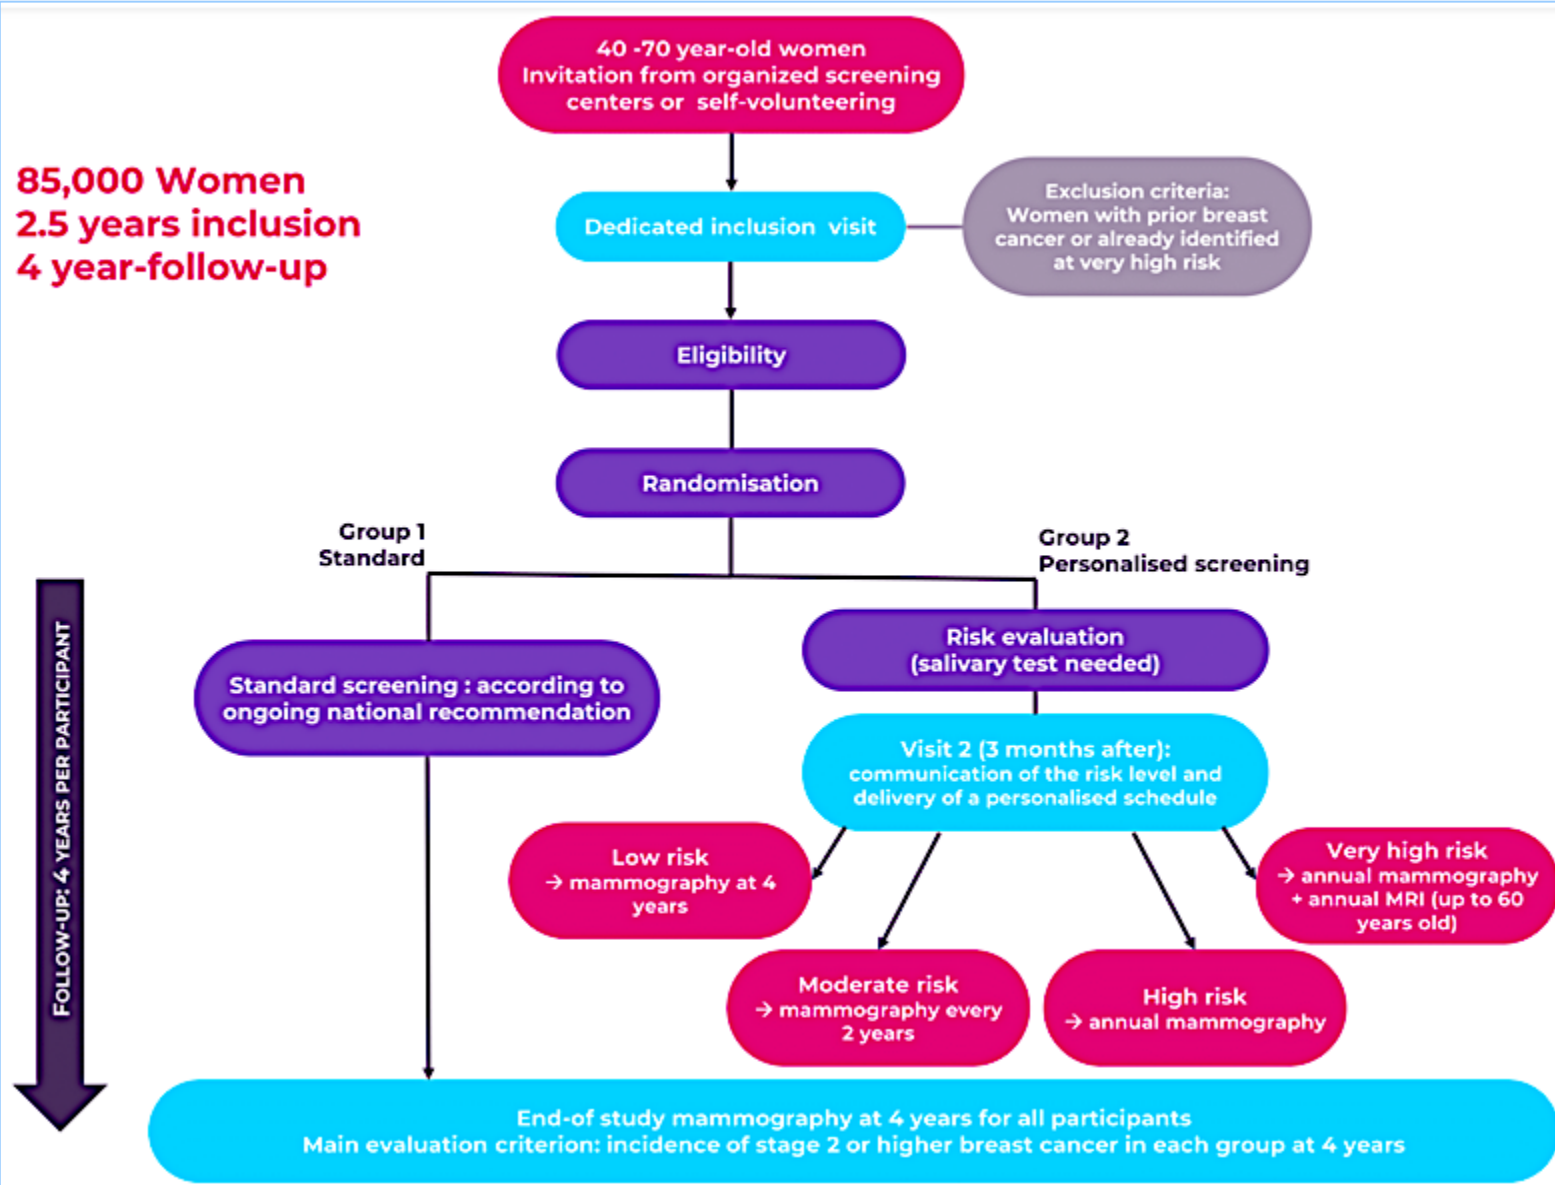 40 -70 year-old women
Invitation from organized screening
centers or self-volunteering
85,000 Women
2.5 years inclusion
4 year-follow-up
Dedicated inclusion visit
Exclusion criteria:
Women with prior breast
cancer or already identified
at very high risk
Eligibility
Randomisation
Group 1
Standard
Group 2
Personalised screening
FOLLOW-UP: 4 YEARS PER PARTICIPANT
Standard screening : according to
ongoing national recommendation
Risk evaluation
(salivary test needed)
Visit 2 (3 months after):
communication of the risk level and
delivery of a personalised schedule
Low risk
→ mammography at 4
years
Moderate risk
→ mammography every
2 years
High risk
→ annual mammography
Very high risk
→ annual mammography
+ annual MRI (up to 60
years old)
End-of study mammography at 4 years for all participants
Main evaluation criterion: incidence of stage 2 or higher breast cancer in each group at 4 years